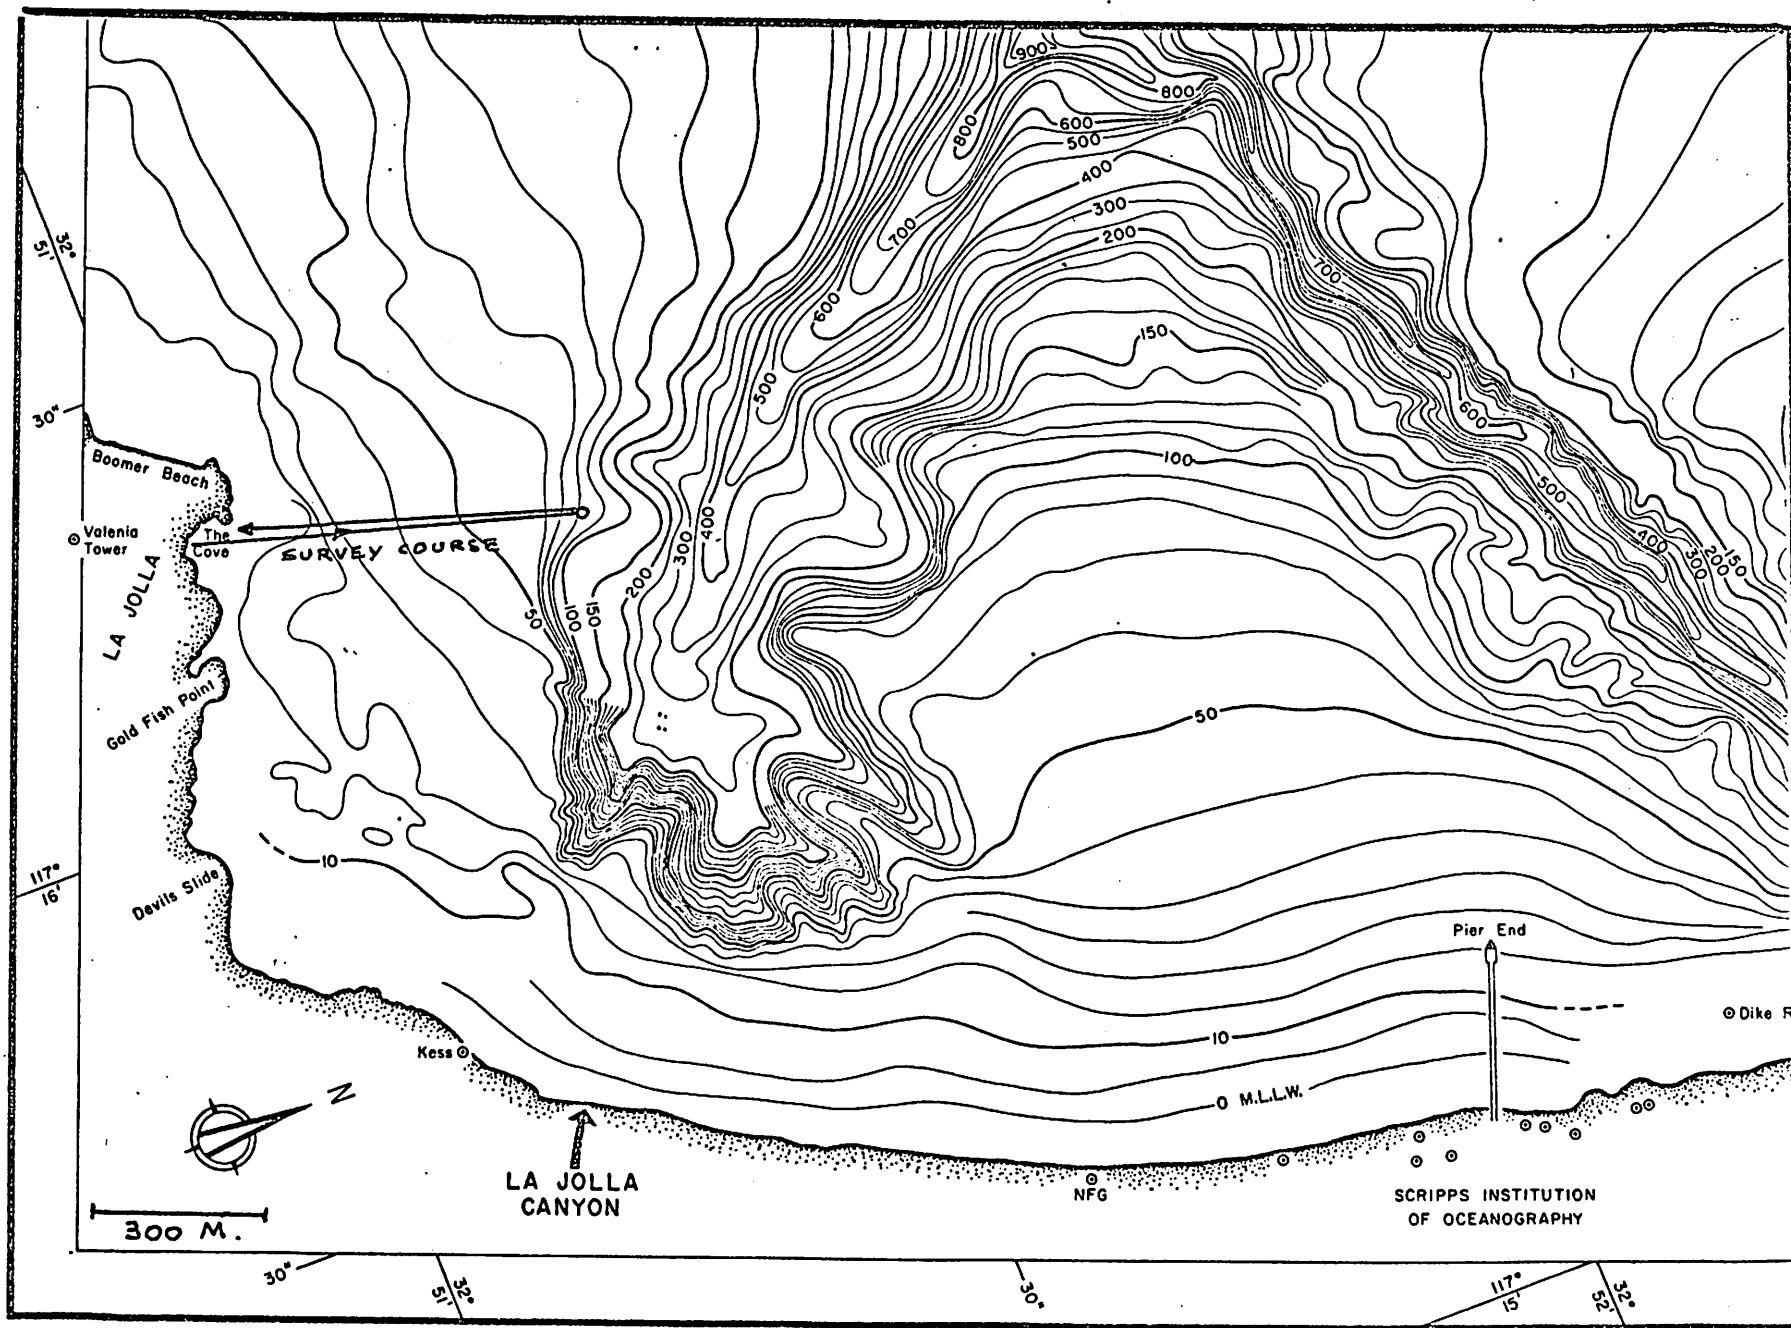 900
800
800
600
500
400
700
300
200
32°
51'
700
600
150
500
600
30"
Boomer Beach
100
500
400
Valenia
Tower
The
Cove
SURVEY COURSE
300
400
300
200
150
LA JOLLA
200
50
100
150
Gold Fish Point
50
10
117°
16'
Devils Slide
Pier End
Dike R
10
Kess
N
0 M.L.L.W.
LA JOLLA
CANYON
NFG
SCRIPPS INSTITUTION
OF OCEANOGRAPHY
300 M.
30"
32°
51'
30"
117°
15'
32°
52'